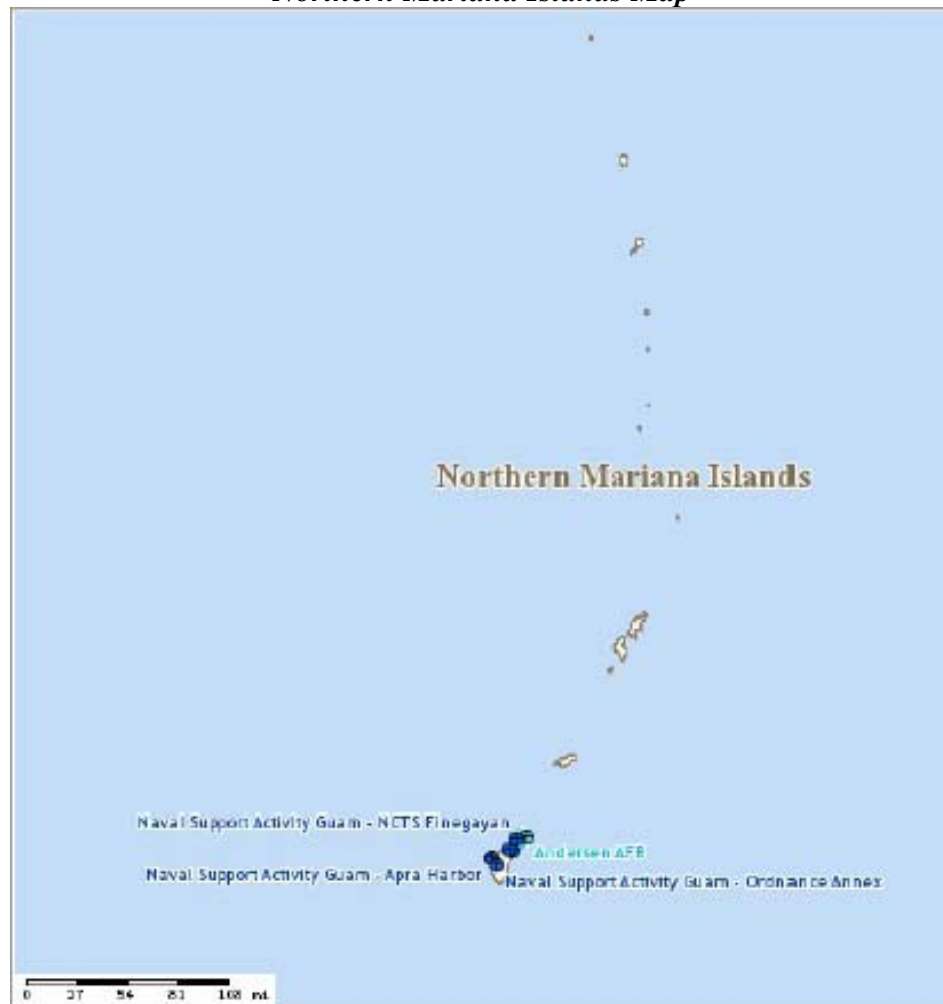 Northern Mariana Islands Map
Northern Mariana Islands
Naval Support Activity Guam - NCTS Finegayan
Andersen AFB
Naval Support Activity Guam - Apra Harbor
Naval Support Activity Guam - Ordnance Annex
0 27 54 81 108 mi.